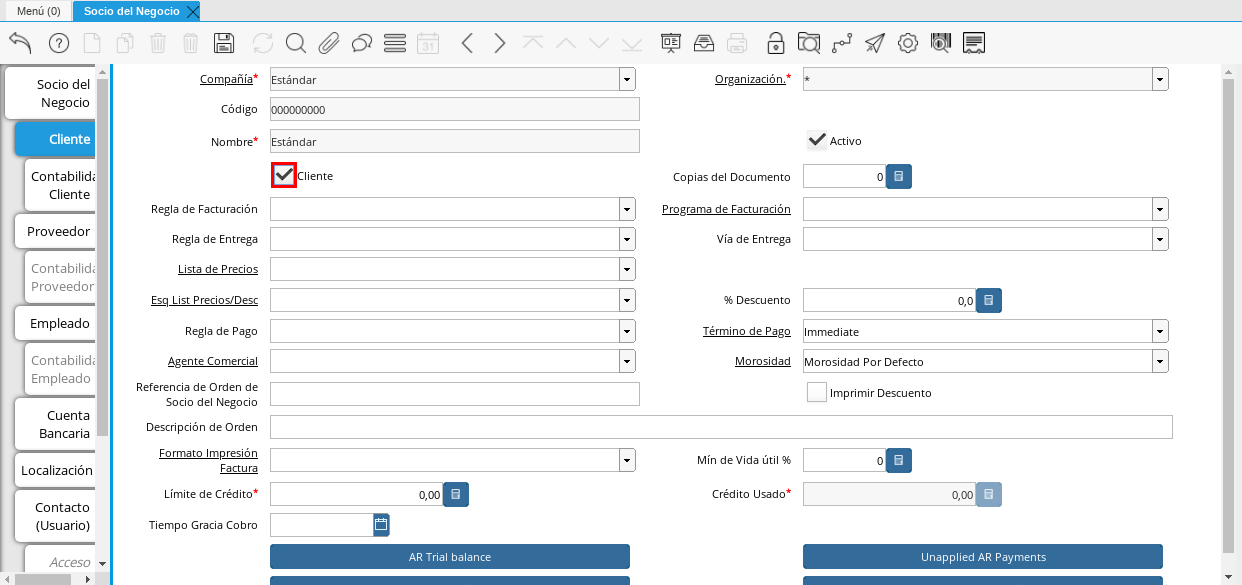 Menú (0)
Socio del Negocio
31
Socio del
Negocio
Cliente
Contabilida
Cliente
Proveedor
Contabilida
Proveedor
Empleado
Contabilida
Empleado
Cuenta
Bancaria
Localización
Contacto
(Usuario)
Acceso
Compañía* Estándar Organización.* *
Código 000000000
Nombre* Estándar Activo
Cliente Copias del Documento 0
Regla de Facturación Programa de Facturación
Regla de Entrega Vía de Entrega
Lista de Precios
Esq List Precios/Desc % Descuento 0,0
Regla de Pago Término de Pago Immediate
Agente Comercial Morosidad Morosidad Por Defecto
Referencia de Orden de
Socio del Negocio Imprimir Descuento
Descripción de Orden
Formato Impresión
Factura Mín de Vida útil % 0
Límite de Crédito* 0,00 Crédito Usado* 0,00
Tiempo Gracia Cobro
AR Trial balance Unapplied AR Payments